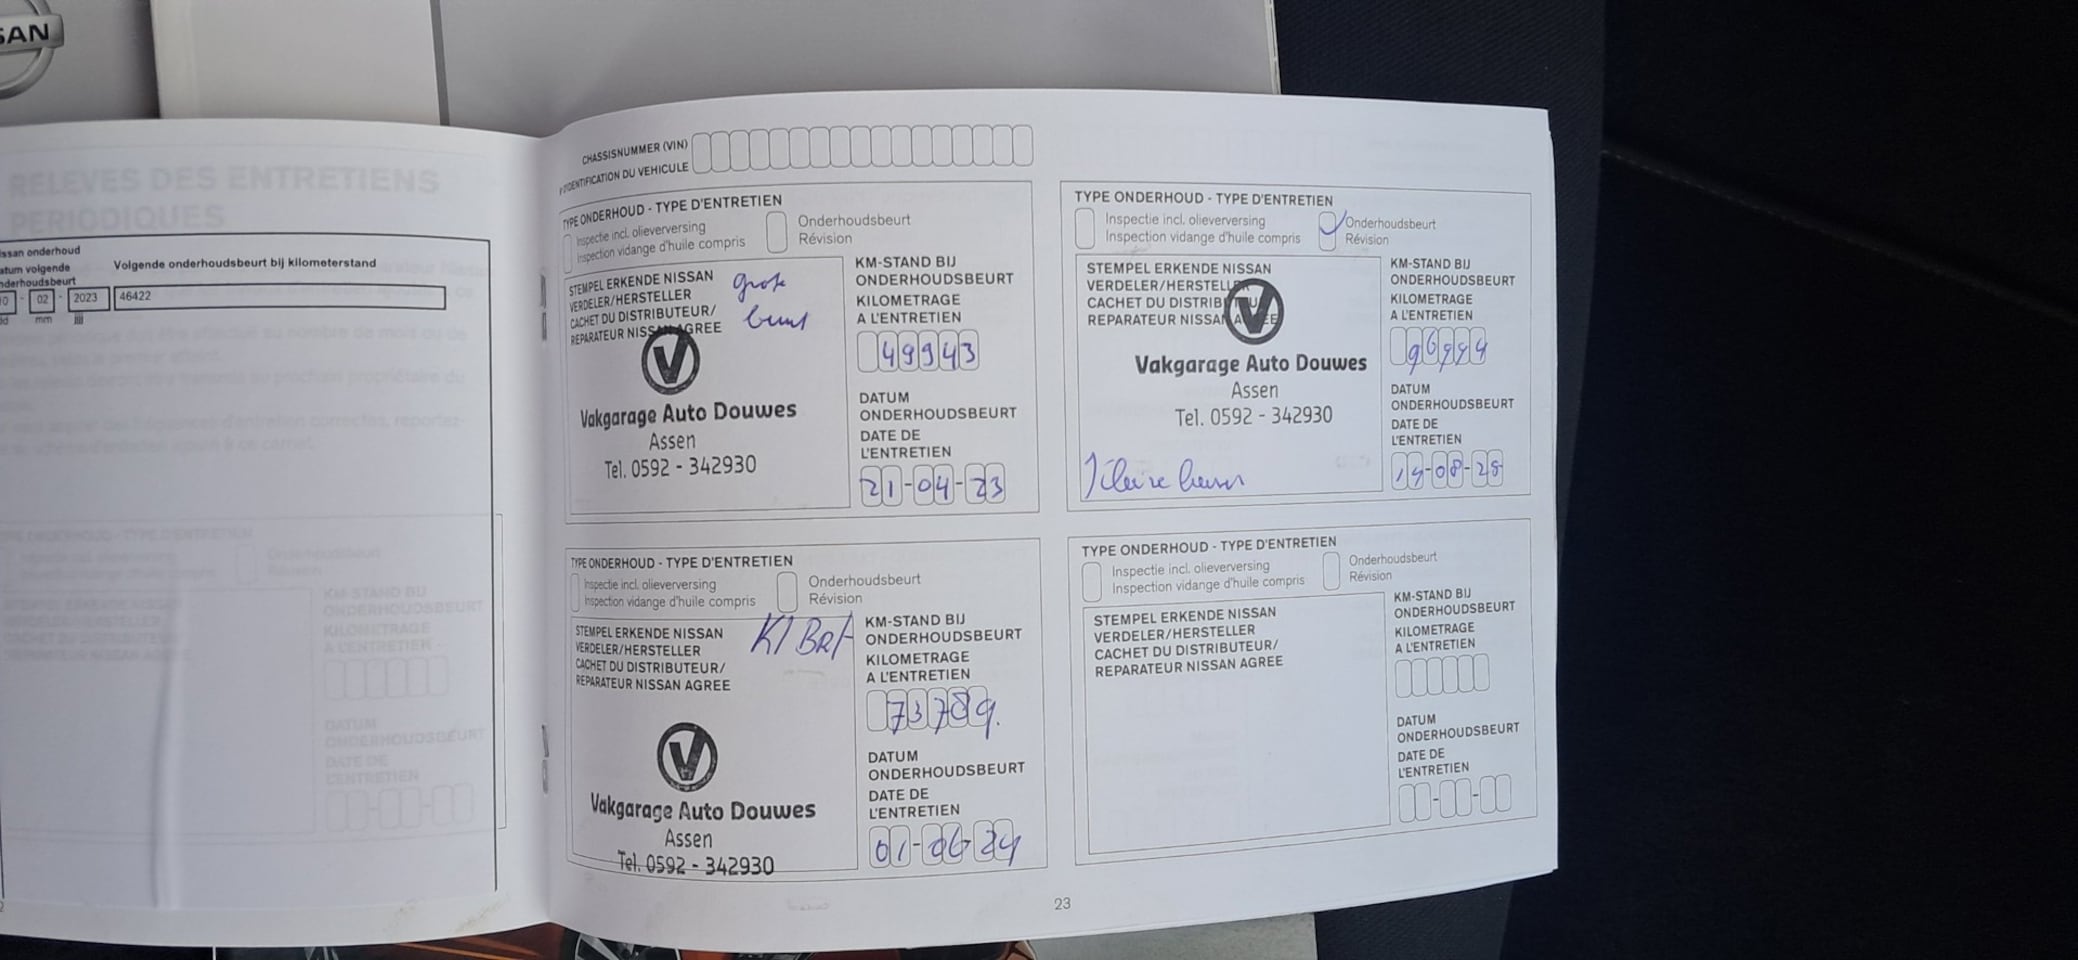 SAN
RELEVES DES ENTRETIENS
PERIODIQUES
ssan onderhoud
atum volgende
nderhoudsbeurt
Volgende onderhoudsbeurt bij kilometerstand
0 - 02 - 2023
46422
dd mm jjjj
CHASSISNUMMER (VIN)
D'IDENTIFICATION DU VEHICULE
TYPE ONDERHOUD - TYPE D'ENTRETIEN
Inspectie incl. olieverversing
Inspection vidange d'huile compris
Onderhoudsbeurt
Révision
STEMPEL ERKENDE NISSAN
VERDELER/HERSTELLER
CACHET DU DISTRIBUTEUR/
REPARATEUR NISSAN AGREE
grote
beurt
Vakgarage Auto Douwes
Assen
Tel. 0592 - 342930
KM-STAND BIJ
ONDERHOUDSBEURT
KILOMETRAGE
A L'ENTRETIEN
49943
DATUM
ONDERHOUDSBEURT
DATE DE
L'ENTRETIEN
21-04-23
TYPE ONDERHOUD - TYPE D'ENTRETIEN
Inspectie incl. olieverversing
Inspection vidange d'huile compris
Onderhoudsbeurt
Révision
STEMPEL ERKENDE NISSAN
VERDELER/HERSTELLER
CACHET DU DISTRIBUTEUR/
REPARATEUR NISSAN AGREE
Vakgarage Auto Douwes
Assen
Tel. 0592 - 342930
KM-STAND BIJ
ONDERHOUDSBEURT
KILOMETRAGE
A L'ENTRETIEN
DATUM
ONDERHOUDSBEURT
DATE DE
L'ENTRETIEN
TYPE ONDERHOUD - TYPE D'ENTRETIEN
Inspectie incl. olieverversing
Inspection vidange d'huile compris
Onderhoudsbeurt
Révision
STEMPEL ERKENDE NISSAN
VERDELER/HERSTELLER
CACHET DU DISTRIBUTEUR/
REPARATEUR NISSAN AGREE
Kl Brt
Vakgarage Auto Douwes
Assen
Tel. 0592 - 342930
KM-STAND BIJ
ONDERHOUDSBEURT
KILOMETRAGE
A L'ENTRETIEN
73789
DATUM
ONDERHOUDSBEURT
DATE DE
L'ENTRETIEN
01-06-24
TYPE ONDERHOUD - TYPE D'ENTRETIEN
Inspectie incl. olieverversing
Inspection vidange d'huile compris
Onderhoudsbeurt
Révision
STEMPEL ERKENDE NISSAN
VERDELER/HERSTELLER
CACHET DU DISTRIBUTEUR/
REPARATEUR NISSAN AGREE
KM-STAND BIJ
ONDERHOUDSBEURT
KILOMETRAGE
A L'ENTRETIEN
DATUM
ONDERHOUDSBEURT
DATE DE
L'ENTRETIEN
23